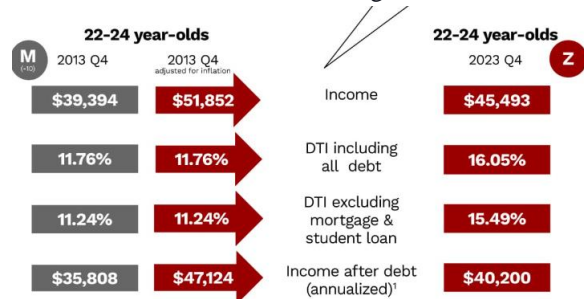 22-24 year-olds
22-24 year-olds
M
(-10)
2013 Q4
2013 Q4
adjusted for inflation
2023 Q4
Z
$39,394
$51,852
Income
$45,493
11.76%
11.76%
DTI including
all debt
16.05%
11.24%
11.24%
DTI excluding
mortgage &
student loan
15.49%
$35,808
$47,124
Income after debt
(annualized)¹
$40,200